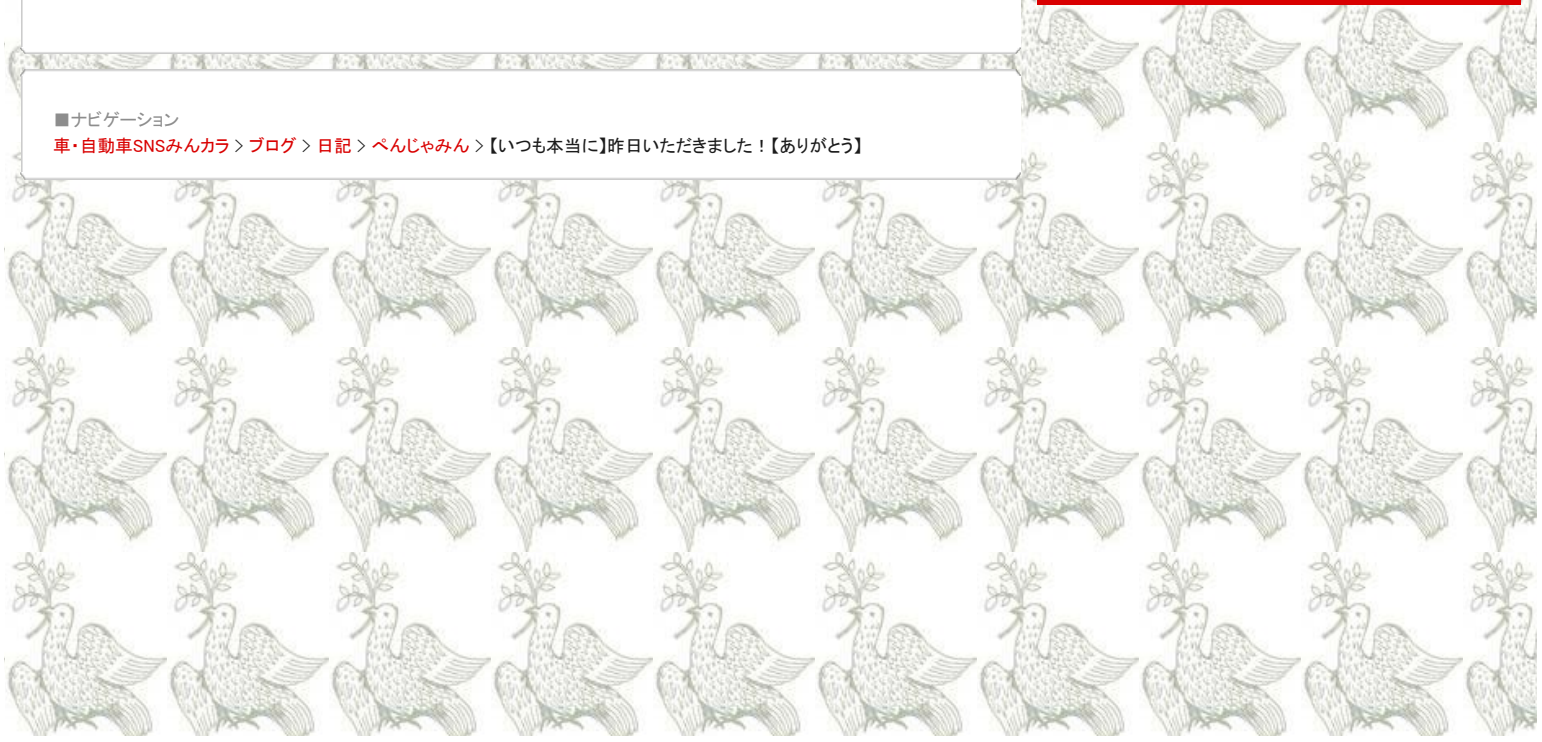 ■ナビゲーション
車・自動車SNSみんカラ > ブログ > 日記 > ぺんじゃみん > 【いつも本当に】昨日いただきました！【ありがとう】